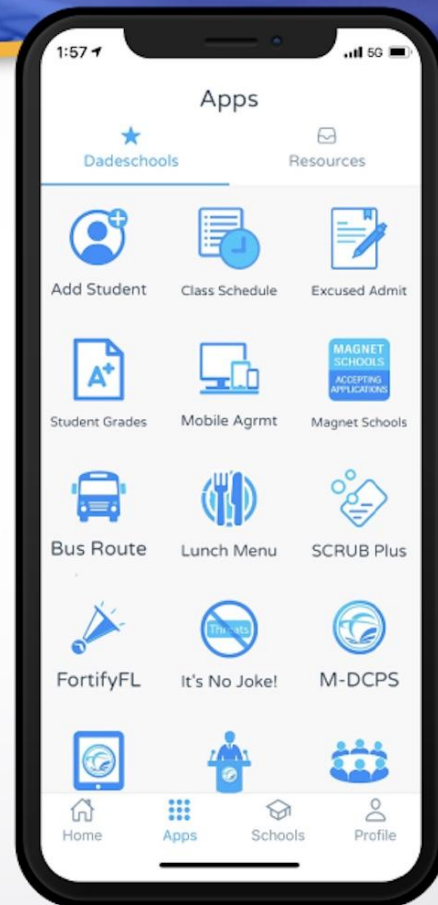 1:57
5G
Apps
Dadeschools
Resources
Add Student
Class Schedule
Excused Admit
A+
MAGNET
SCHOOLS
ACCEPTING
APPLICATIONS
Student Grades
Mobile Agrmt
Magnet Schools
Bus Route
Lunch Menu
SCRUB Plus
Threats
FortifyFL
It's No Joke!
M-DCPS
Home
Apps
Schools
Profile